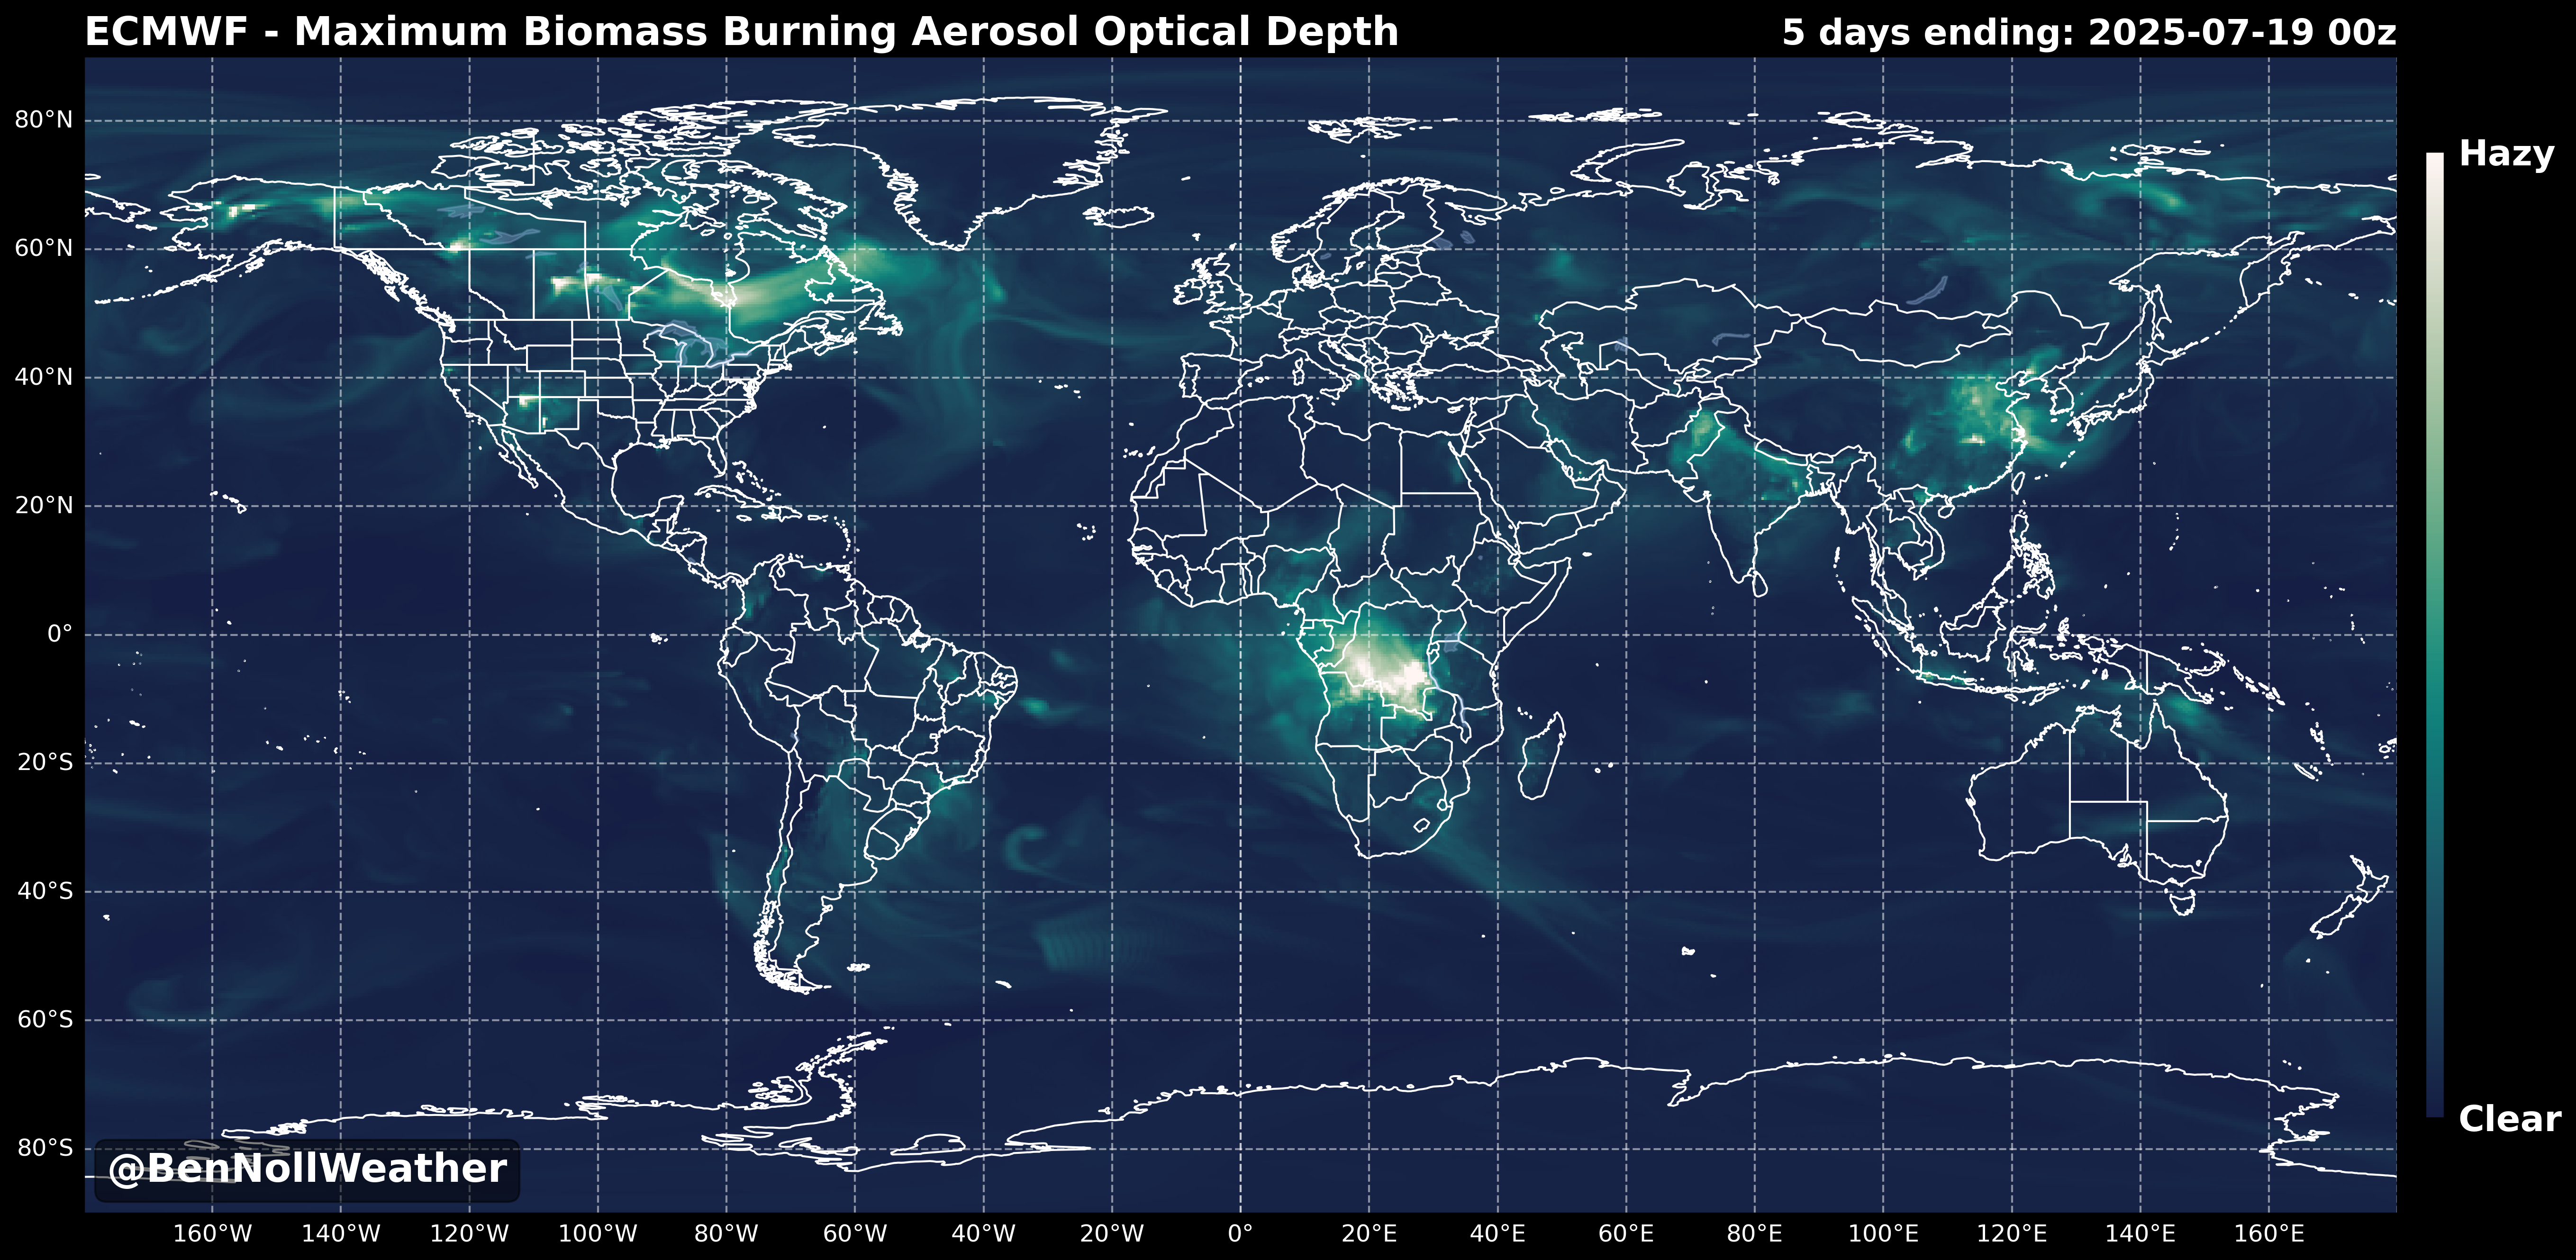 ECMWF - Maximum Biomass Burning Aerosol Optical Depth
5 days ending: 2025-07-19 00z
Hazy
80°N
60°N
40°N
20°N
0°
20°S
40°S
60°S
80°S
Clear
@BenNollWeather
160°W 140°W 120°W 100°W 80°W 60°W 40°W 20°W 0° 20°E 40°E 60°E 80°E 100°E 120°E 140°E 160°E